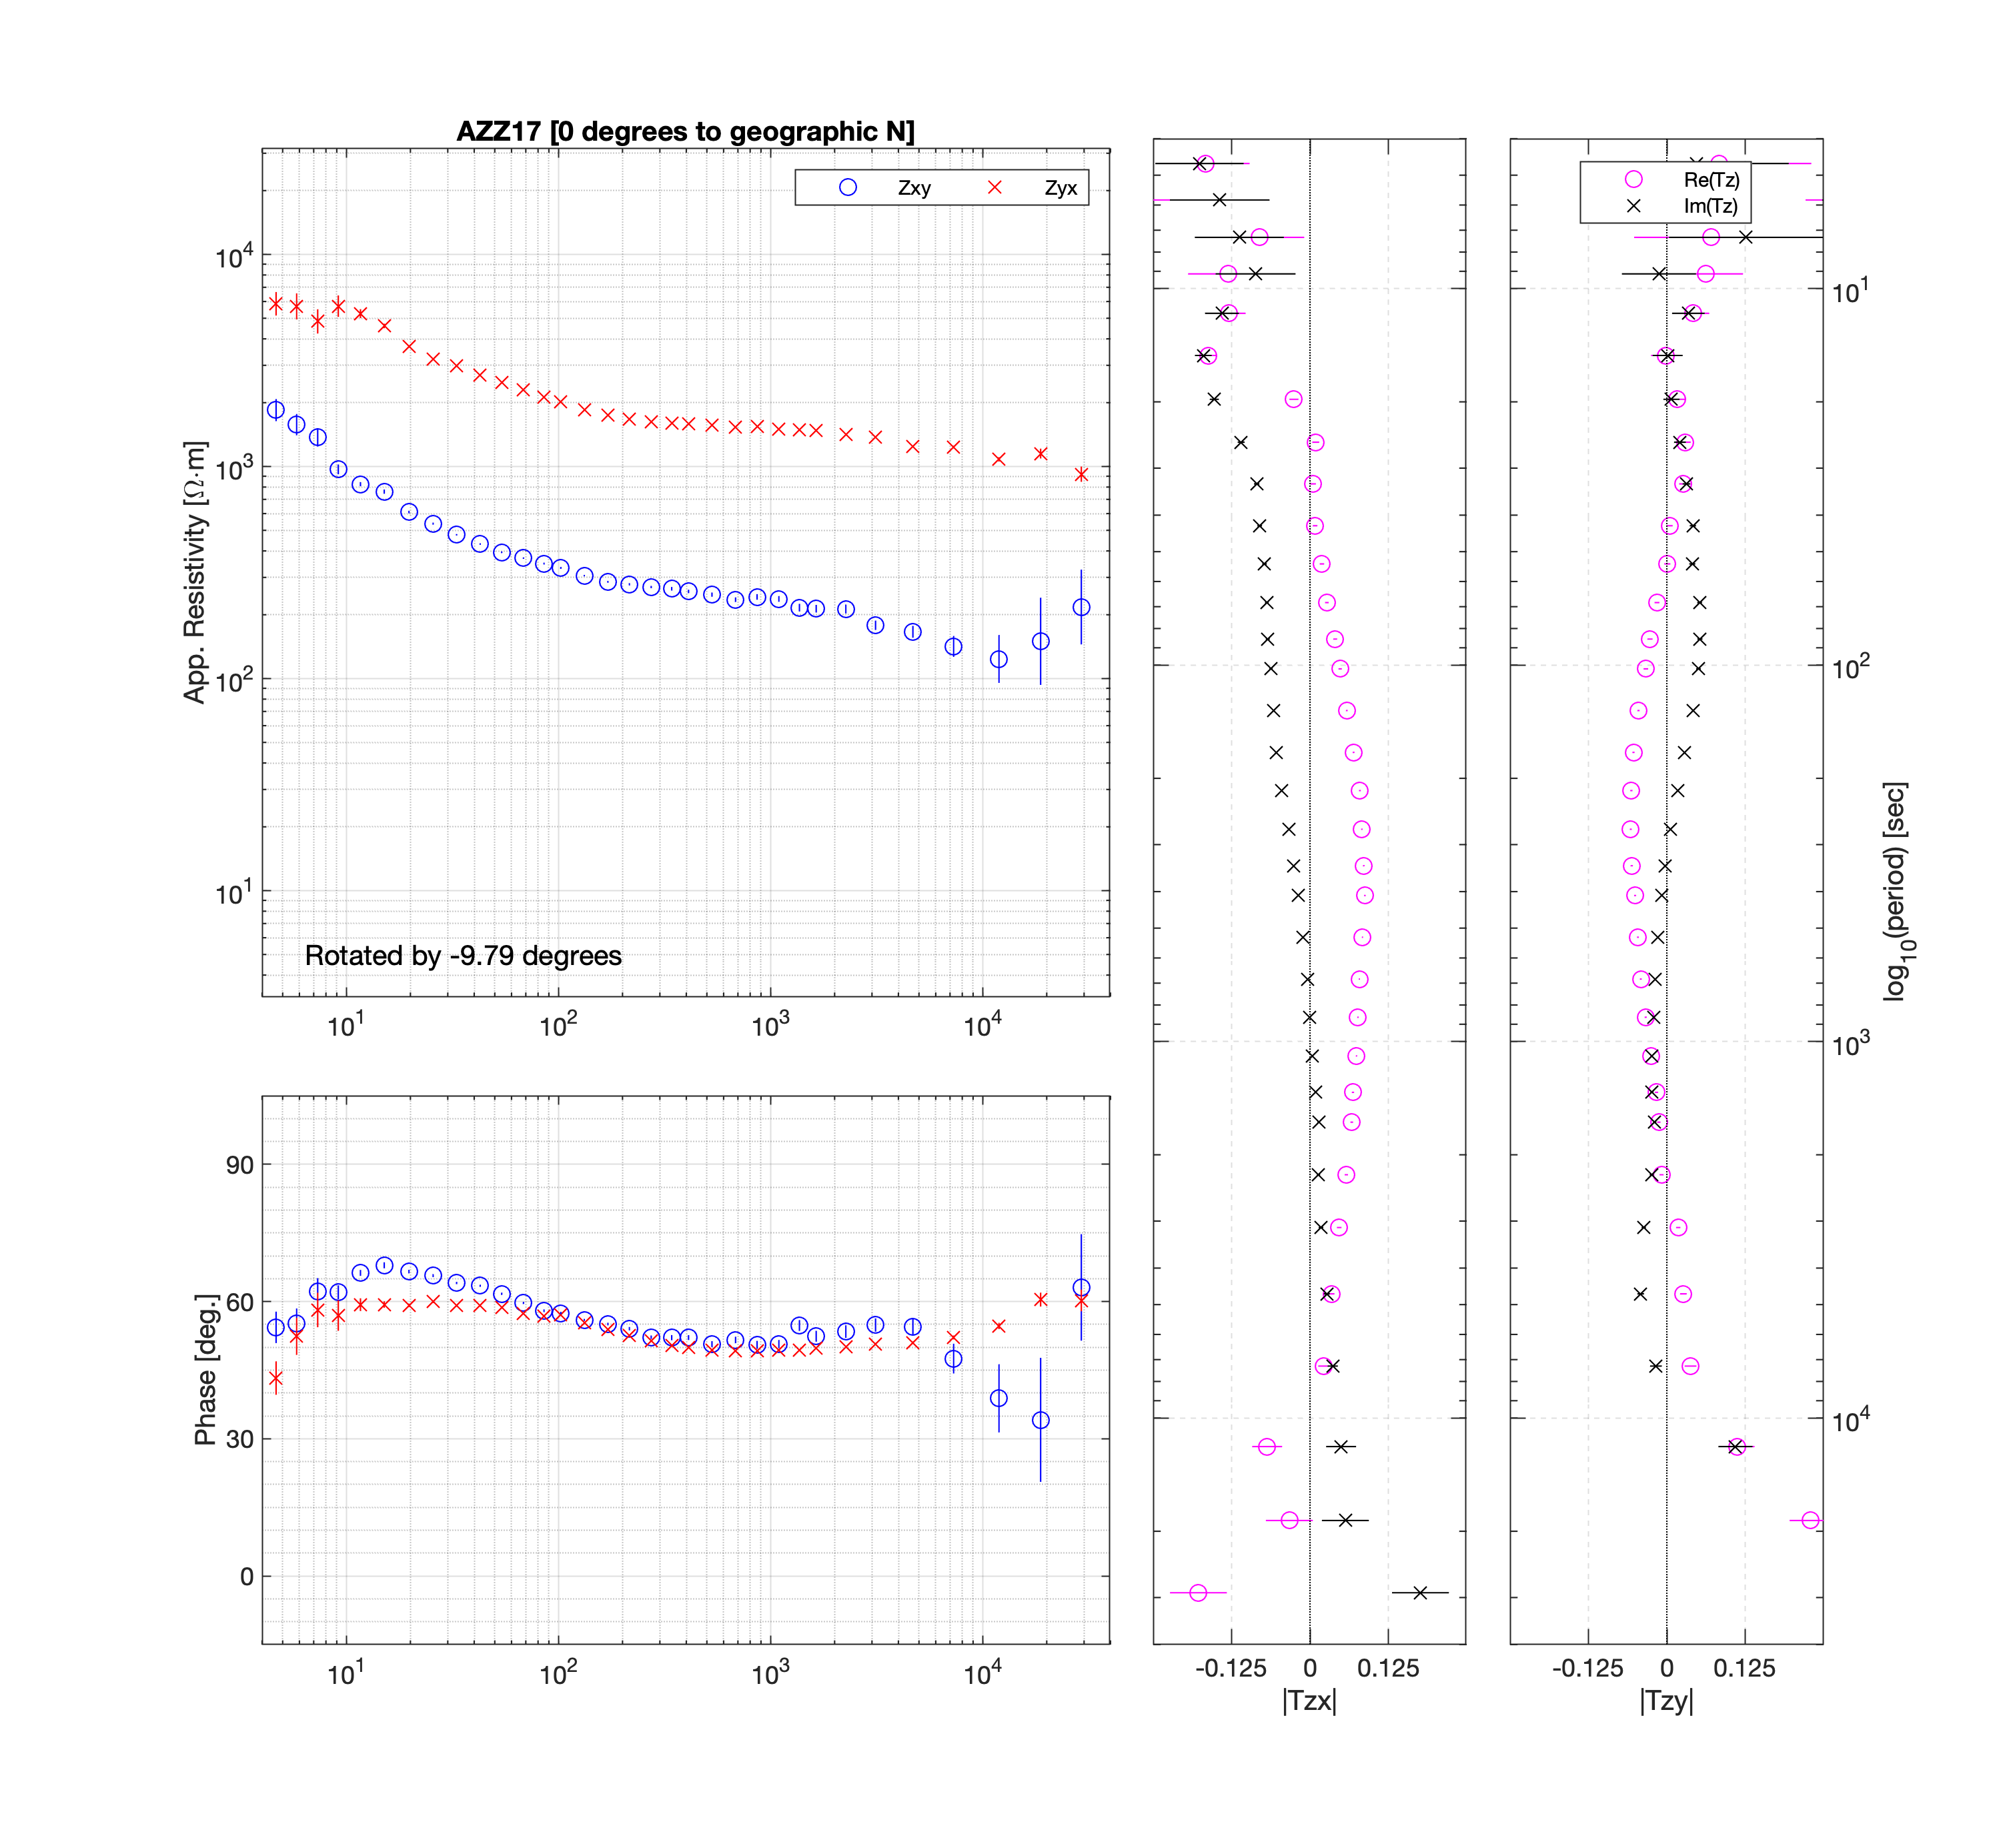 AZZ17 [0 degrees to geographic N]
Zxy Zyx
App. Resistivity [Ω·m]
10^4
10^3
10^2
10^1
Rotated by -9.79 degrees
10^1 10^2 10^3 10^4
Phase [deg.]
90
60
30
0
10^1 10^2 10^3 10^4
-0.125 0 0.125
|Tzx|
Re(Tz)
Im(Tz)
10^1
10^2
10^3
10^4
log10(period) [sec]
-0.125 0 0.125
|Tzy|